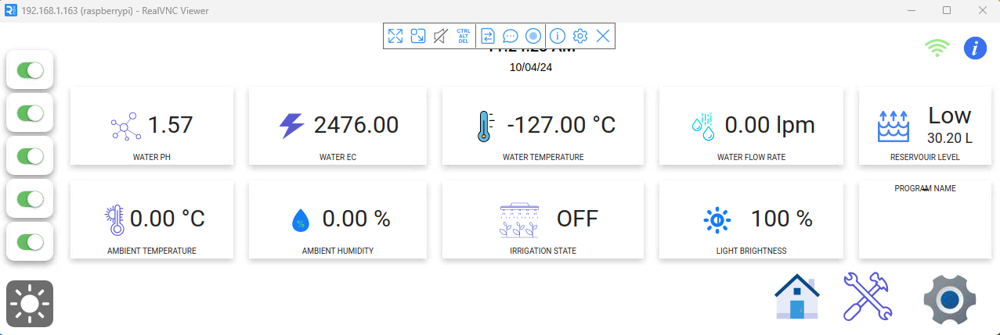 192.168.1.163 (raspberrypi) - RealVNC Viewer
CTRL
ALT
DEL
10/04/24
1.57
WATER PH
2476.00
WATER EC
-127.00 °C
WATER TEMPERATURE
0.00 lpm
WATER FLOW RATE
Low
30.20 L
RESERVOUIR LEVEL
0.00 °C
AMBIENT TEMPERATURE
%
0.00 %
AMBIENT HUMIDITY
OFF
IRRIGATION STATE
100 %
LIGHT BRIGHTNESS
PROGRAM NAME